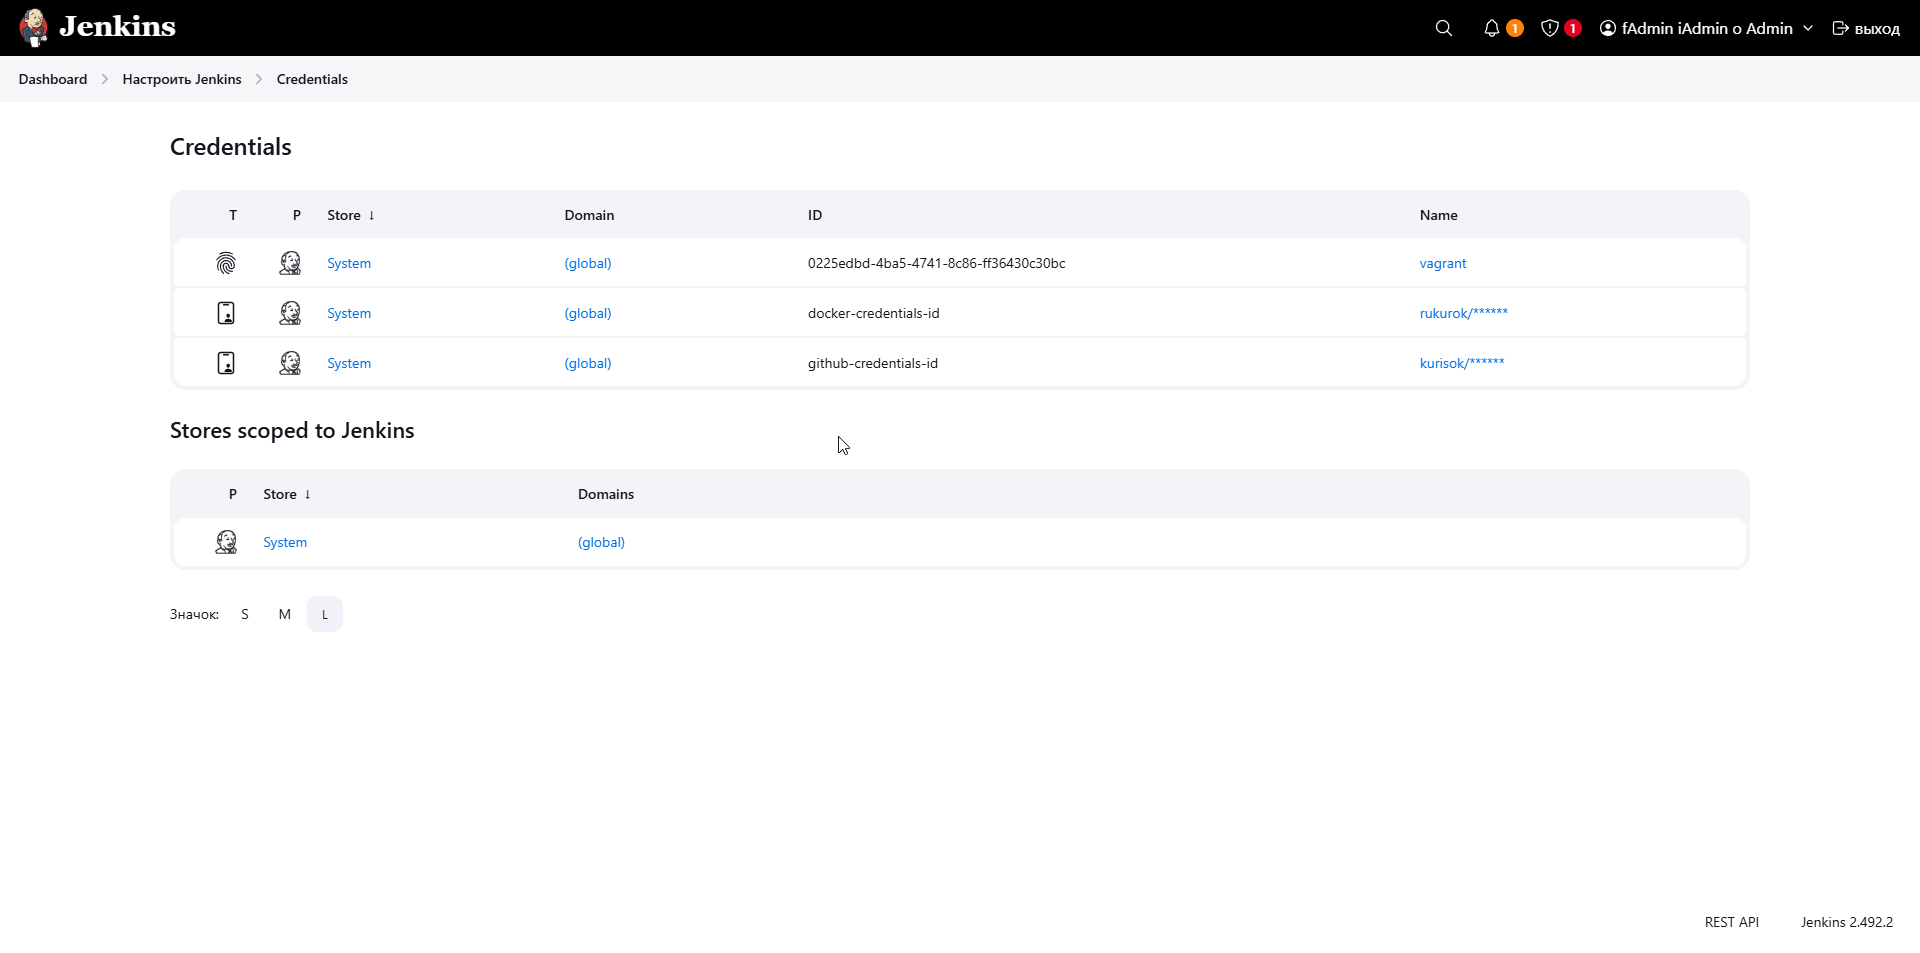 Jenkins
1
1
fAdmin iAdmin o Admin
выход
Dashboard
Настроить Jenkins
Credentials
Credentials
T P Store ↓ Domain ID Name
System (global) 0225edbd-4ba5-4741-8c86-ff36430c30bc vagrant
System (global) docker-credentials-id rukurok/******
System (global) github-credentials-id kurisok/******
Stores scoped to Jenkins
P Store ↓ Domains
System (global)
Значок: S M L
REST API Jenkins 2.492.2